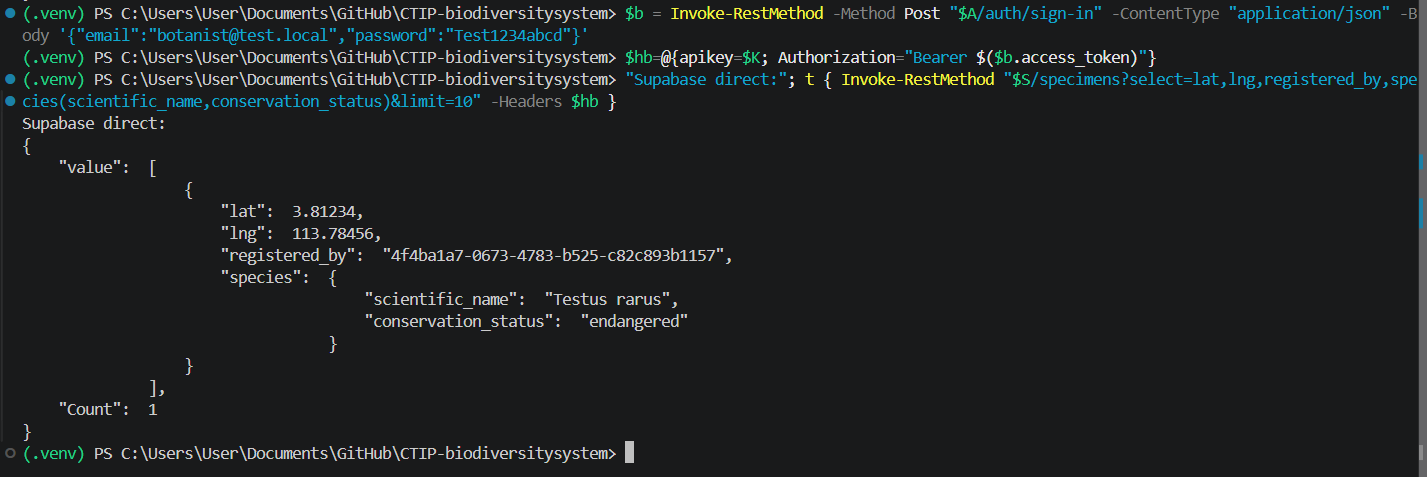 (.venv) PS C:\Users\User\Documents\GitHub\CTIP-biodiversitysystem> $b = Invoke-RestMethod -Method Post "$A/auth/sign-in" -ContentType "application/json" -B
ody '{"email":"botanist@test.local","password":"Test1234abcd"}'
(.venv) PS C:\Users\User\Documents\GitHub\CTIP-biodiversitysystem> $hb=@{apikey=$K; Authorization="Bearer $($b.access_token)"}
(.venv) PS C:\Users\User\Documents\GitHub\CTIP-biodiversitysystem> "Supabase direct:"; t { Invoke-RestMethod "$S/specimens?select=lat,lng,registered_by,spe
cies(scientific_name,conservation_status)&limit=10" -Headers $hb }
Supabase direct:
{
    "value":  [
                {
                    "lat":  3.81234,
                    "lng":  113.78456,
                    "registered_by":  "4f4ba1a7-0673-4783-b525-c82c893b1157",
                    "species":  {
                                    "scientific_name":  "Testus rarus",
                                    "conservation_status":  "endangered"
                                }
                }
              ],
    "Count":  1
}
(.venv) PS C:\Users\User\Documents\GitHub\CTIP-biodiversitysystem>